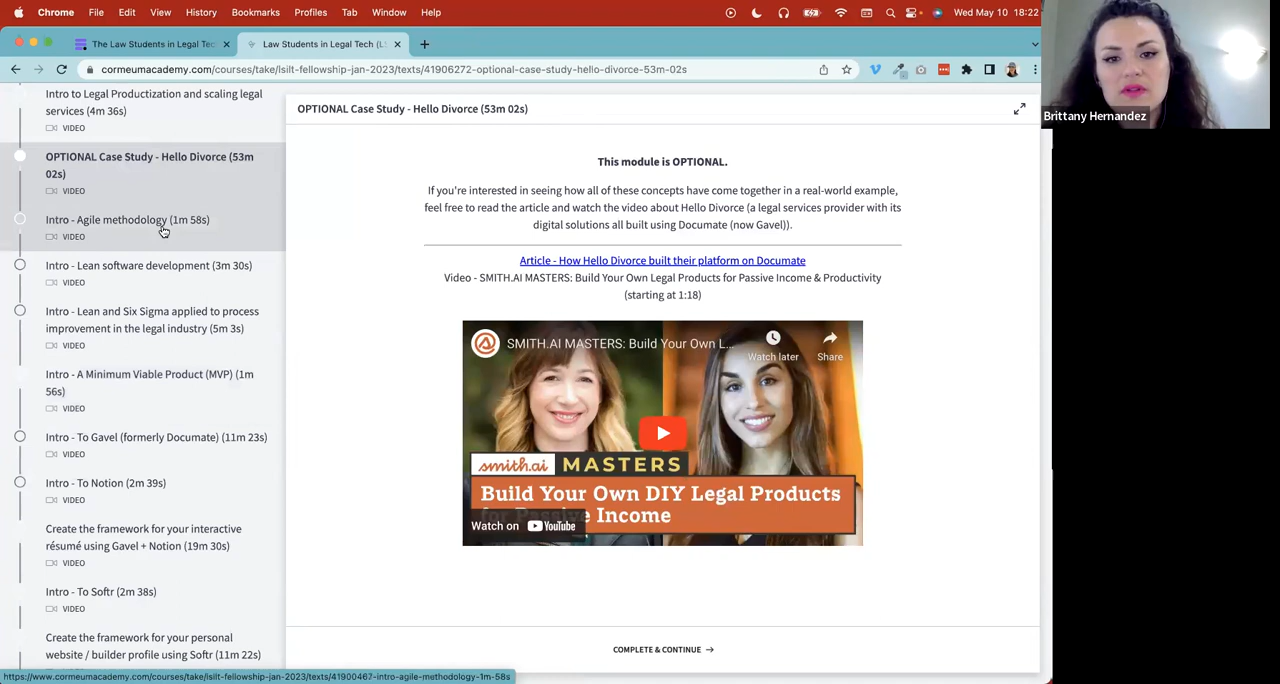 Chrome File Edit View History Bookmarks Profiles Tab Window Help
Wed May 10 18:22
The Law Students in Legal Tec
Law Students in Legal Tech (L
cormeumacademy.com/courses/take/lsilt-fellowship-jan-2023/texts/41906272-optional-case-study-hello-divorce-53m-02s
Brittany Hernandez
Intro to Legal Productization and scaling legal
services (4m 36s)
VIDEO
OPTIONAL Case Study - Hello Divorce (53m
02s)
VIDEO
Intro - Agile methodology (1m 58s)
VIDEO
Intro - Lean software development (3m 30s)
VIDEO
Intro - Lean and Six Sigma applied to process
improvement in the legal industry (5m 3s)
VIDEO
Intro - A Minimum Viable Product (MVP) (1m
56s)
VIDEO
Intro - To Gavel (formerly Documate) (11m 23s)
VIDEO
Intro - To Notion (2m 39s)
VIDEO
Create the framework for your interactive
résumé using Gavel + Notion (19m 30s)
VIDEO
Intro - To Softr (2m 38s)
VIDEO
Create the framework for your personal
website / builder profile using Softr (11m 22s)
OPTIONAL Case Study - Hello Divorce (53m 02s)
This module is OPTIONAL.
If you're interested in seeing how all of these concepts have come together in a real-world example,
feel free to read the article and watch the video about Hello Divorce (a legal services provider with its
digital solutions all built using Documate (now Gavel)).
Article - How Hello Divorce built their platform on Documate
Video - SMITH.AI MASTERS: Build Your Own Legal Products for Passive Income & Productivity
(starting at 1:18)
SMITH.AI MASTERS: Build Your Own L...
Watch later
Share
smith.ai MASTERS
Build Your Own DIY Legal Products
Income
Watch on YouTube
COMPLETE & CONTINUE
https://www.cormeumacademy.com/courses/take/lsilt-fellowship-jan-2023/texts/41900467-intro-agile-methodology-1m-58s